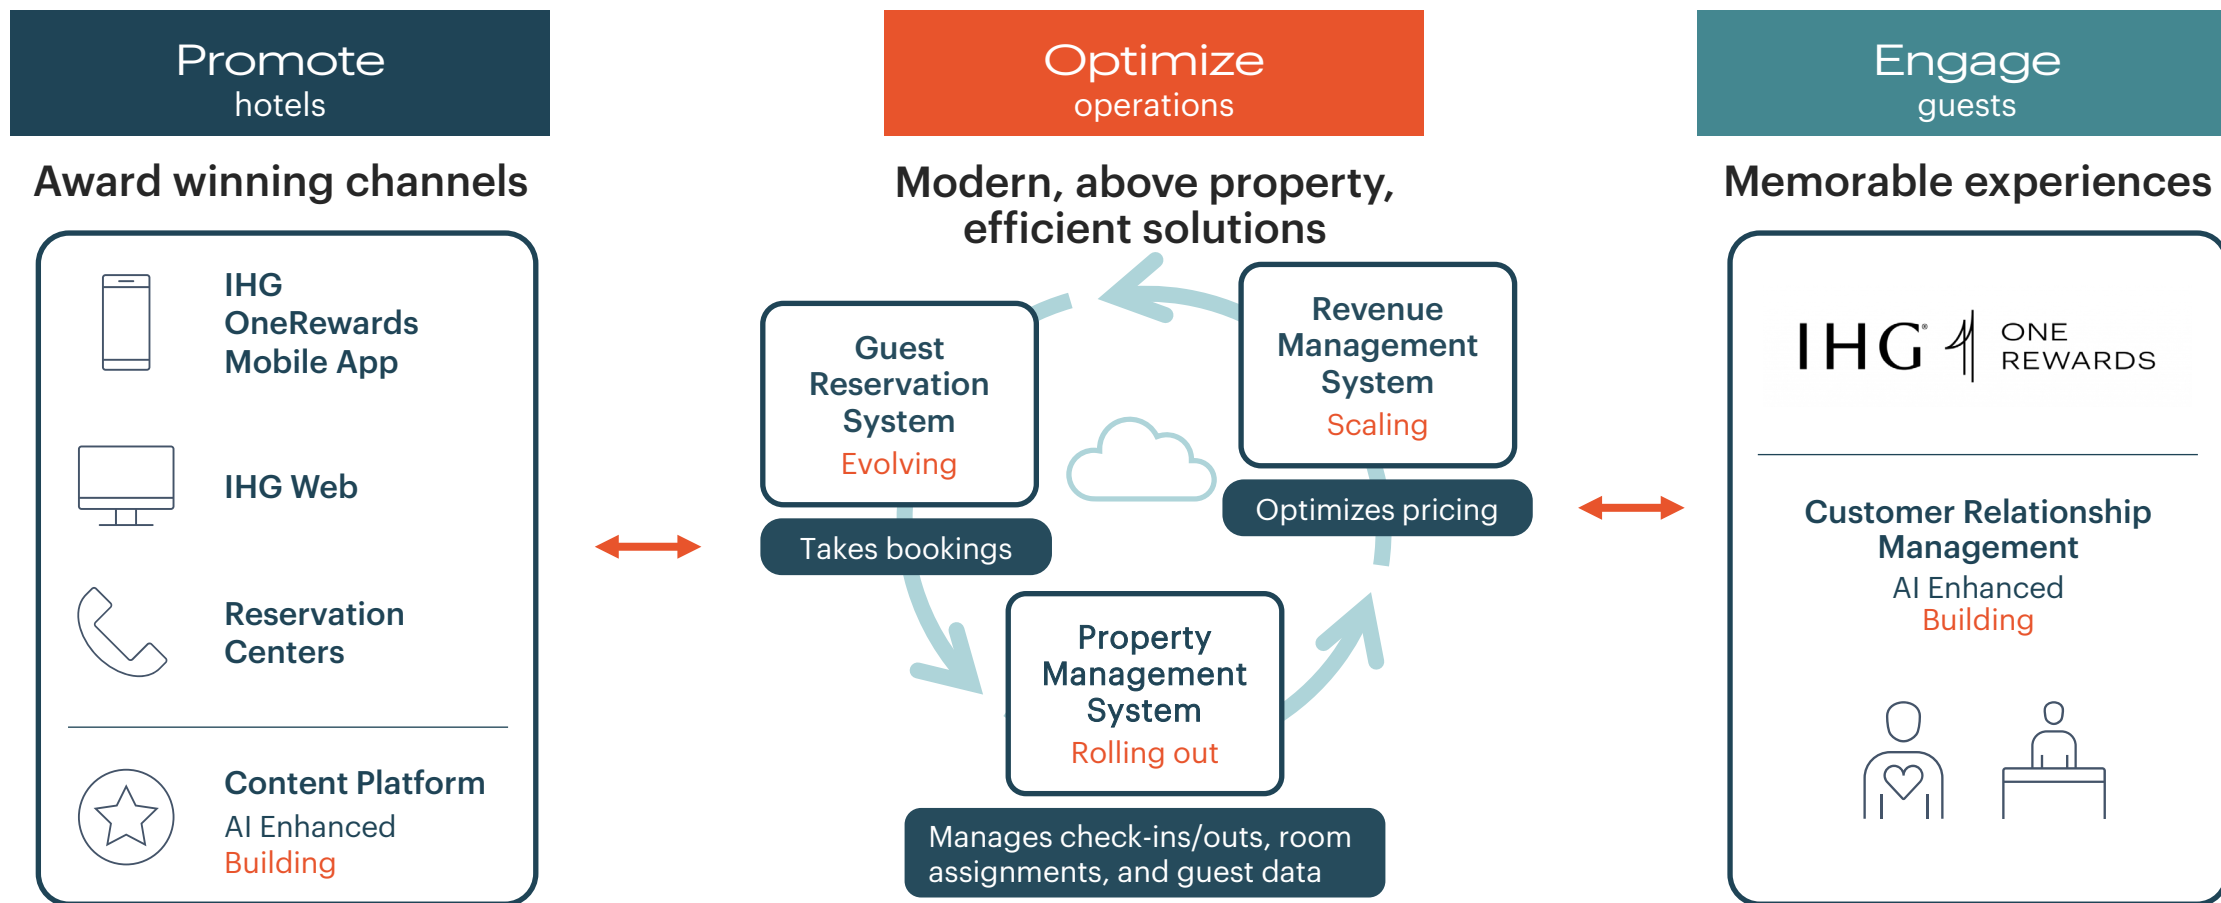 Promote
hotels
Award winning channels
IHG
OneRewards
Mobile App
IHG Web
Reservation
Centers
Content Platform
AI Enhanced
Building
Optimize
operations
Modern, above property,
efficient solutions
Guest
Reservation
System
Evolving
Takes bookings
Revenue
Management
System
Scaling
Optimizes pricing
Property
Management
System
Rolling out
Manages check-ins/outs, room
assignments, and guest data
Engage
guests
Memorable experiences
IHG® ONE
REWARDS
Customer Relationship
Management
AI Enhanced
Building